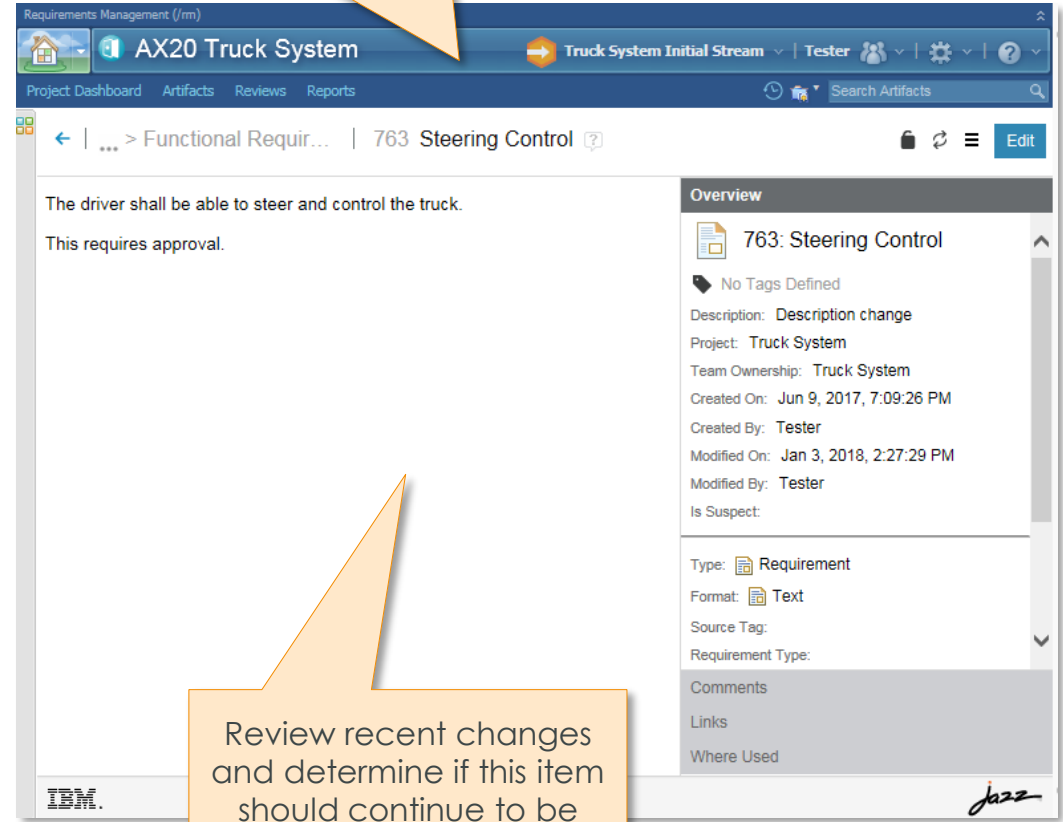 Requirements Management (/rm)
AX20 Truck System
Truck System Initial Stream | Tester | |
Project Dashboard Artifacts Reviews Reports
Search Artifacts
| ... > Functional Requir... | 763 Steering Control ?
Edit
The driver shall be able to steer and control the truck.
This requires approval.
Overview
763: Steering Control
No Tags Defined
Description: Description change
Project: Truck System
Team Ownership: Truck System
Created On: Jun 9, 2017, 7:09:26 PM
Created By: Tester
Modified On: Jan 3, 2018, 2:27:29 PM
Modified By: Tester
Is Suspect:
Type: Requirement
Format: Text
Source Tag:
Requirement Type:
Comments
Links
Where Used
Review recent changes
and determine if this item
should continue to be
IBM.
jazz